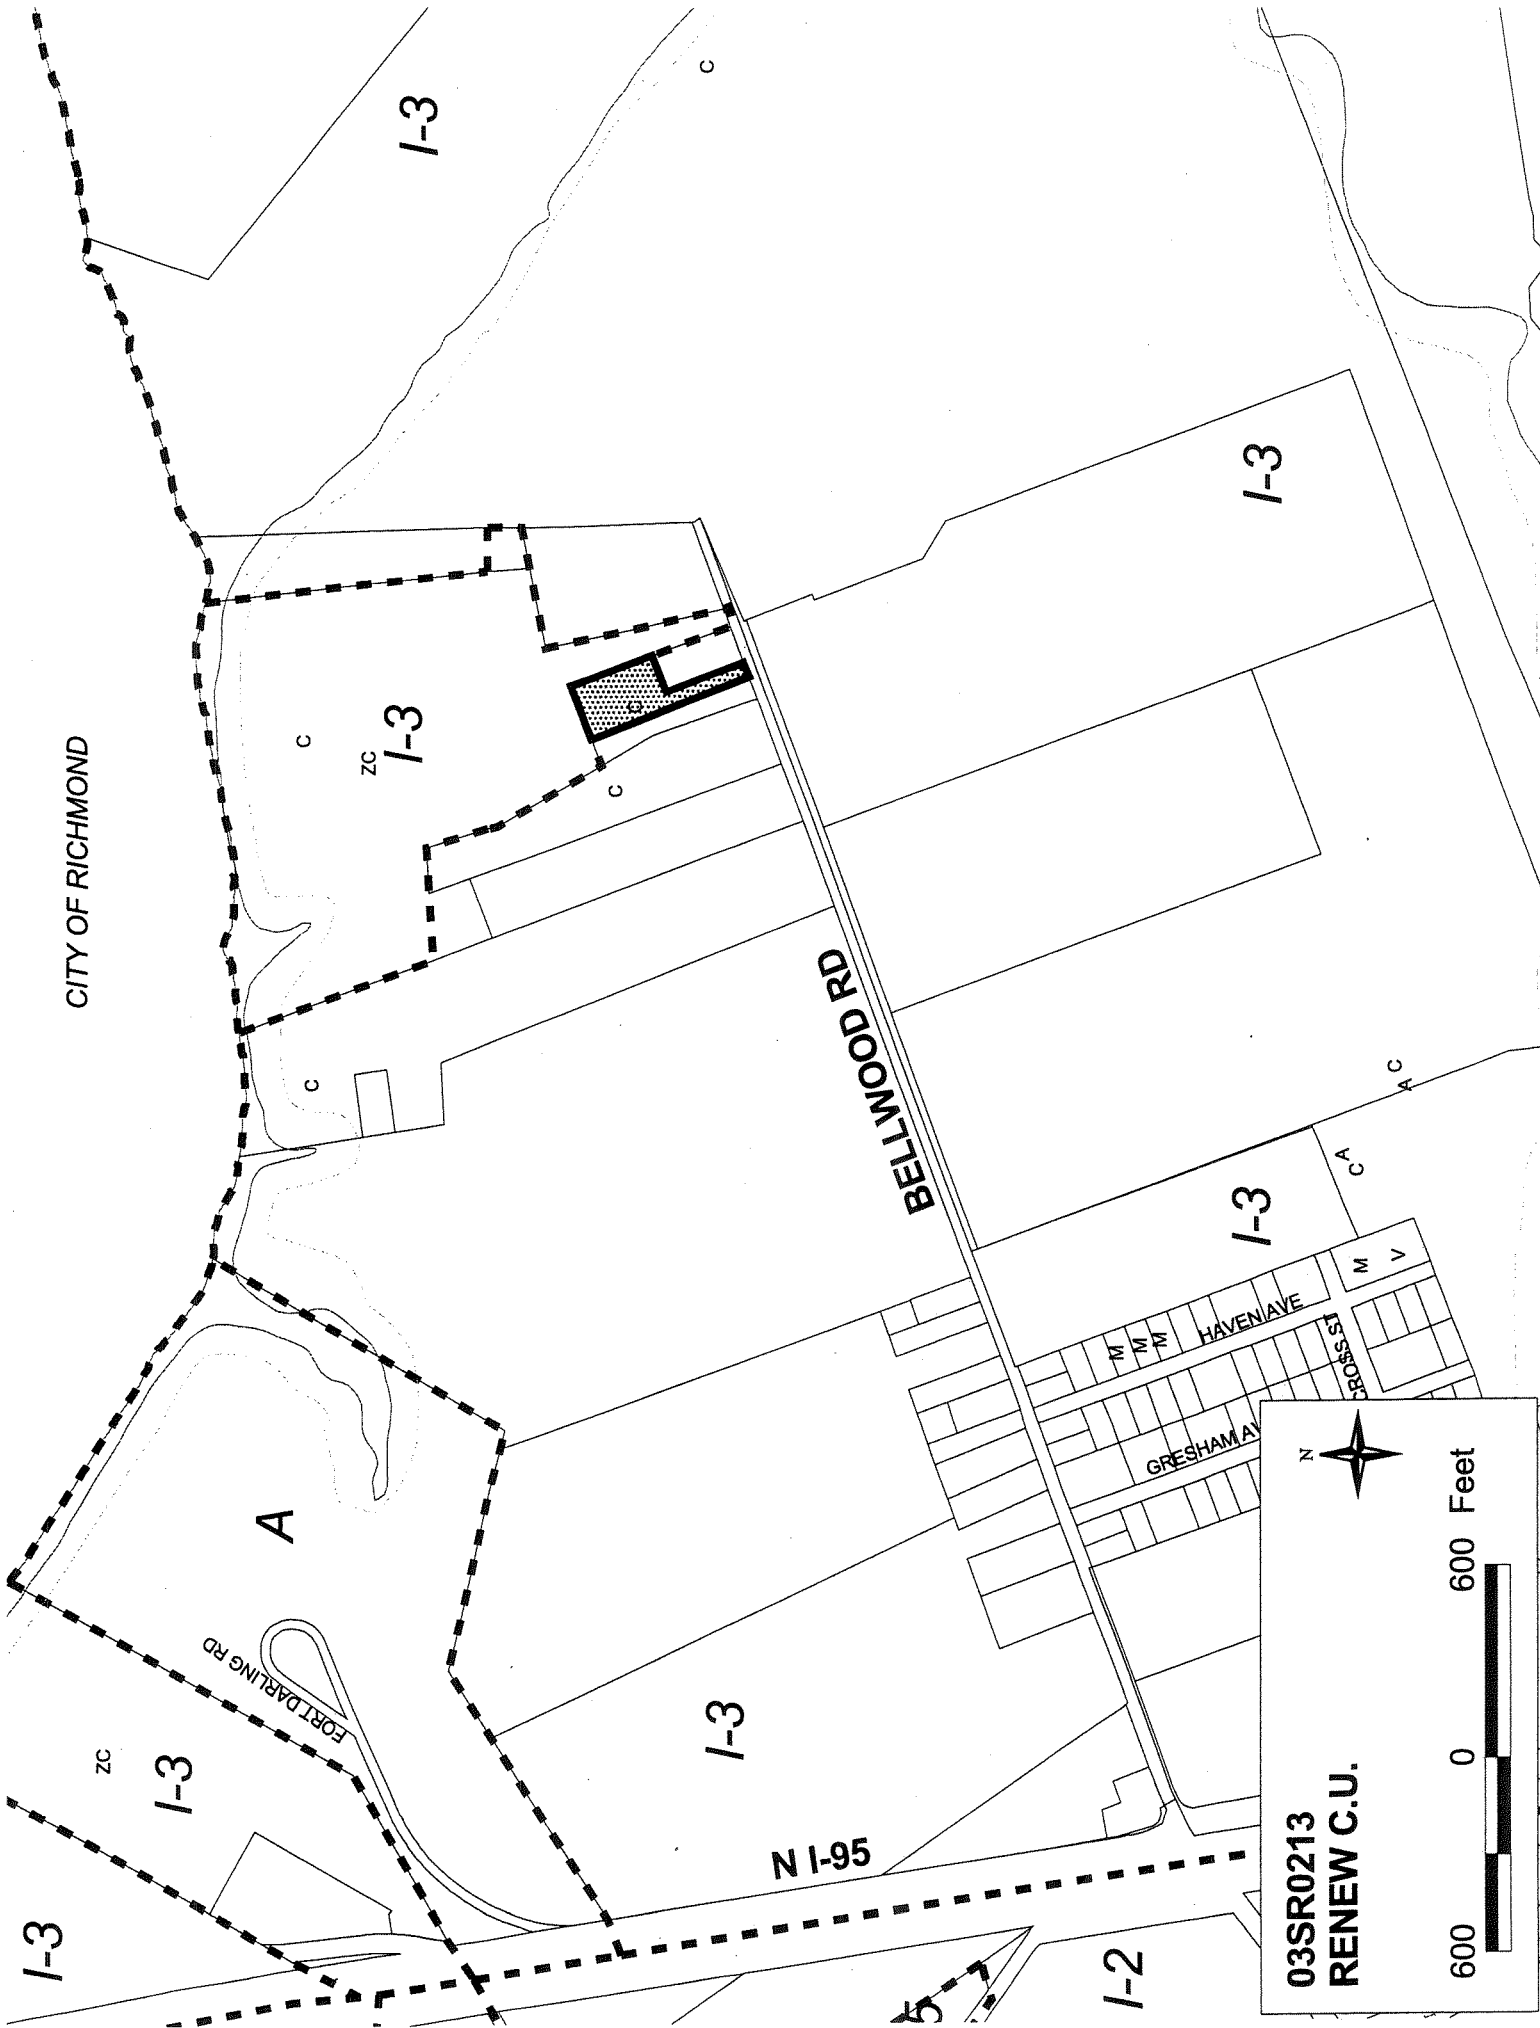 CITY OF RICHMOND
I-3
C
I-3
ZC
C
C
C
C
I-3
BELLWOOD RD
A
FORT DARLING RD
ZC
I-3
I-3
I-3
N I-95
I-3
M
M
M
HAVEN AVE
M
V
C A
A C
GRESHAM AV
CROSS ST
I-2
5
03SR0213
RENEW C.U.
N
600 0 600 Feet